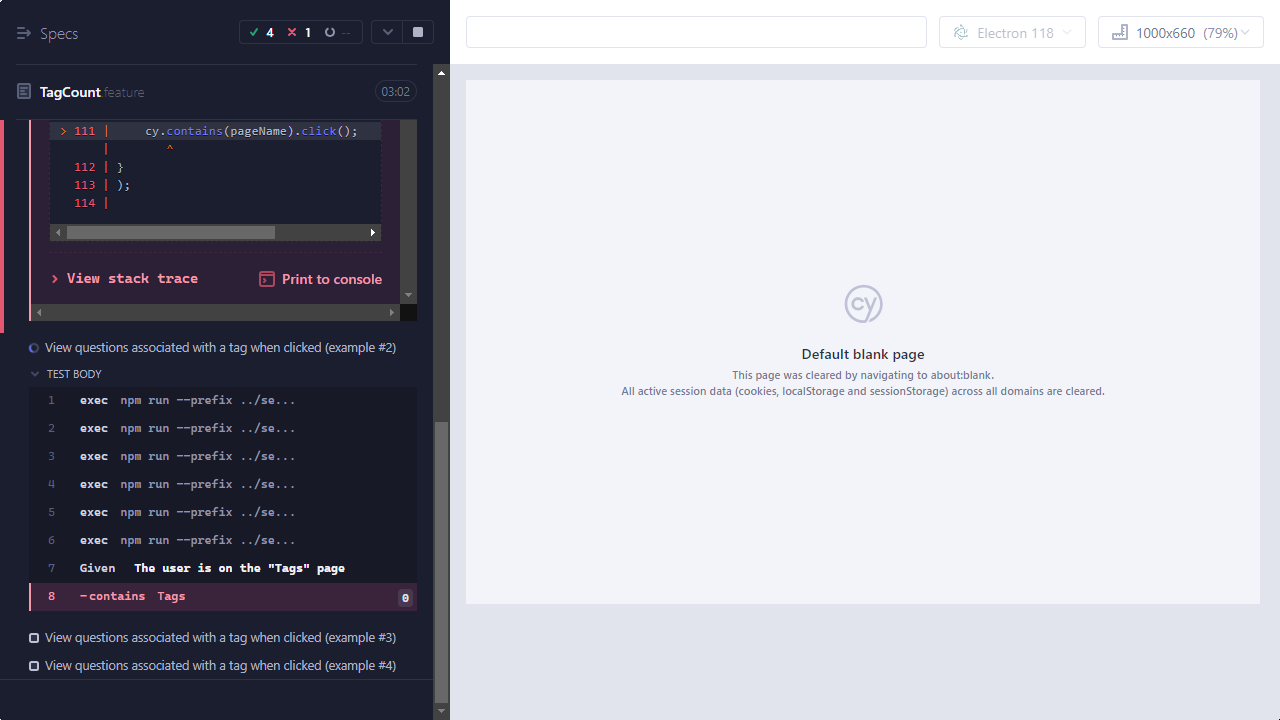 Specs
4 1 --
Electron 118
1000x660 (79%)
TagCount feature
03:02
> 111 | cy.contains(pageName).click();
| ^
112 | }
113 | );
114 |
View stack trace
Print to console
View questions associated with a tag when clicked (example #2)
TEST BODY
1 exec npm run --prefix ../se...
2 exec npm run --prefix ../se...
3 exec npm run --prefix ../se...
4 exec npm run --prefix ../se...
5 exec npm run --prefix ../se...
6 exec npm run --prefix ../se...
7 Given The user is on the "Tags" page
8 -contains Tags 0
View questions associated with a tag when clicked (example #3)
View questions associated with a tag when clicked (example #4)
cy
Default blank page
This page was cleared by navigating to about:blank.
All active session data (cookies, localStorage and sessionStorage) across all domains are cleared.